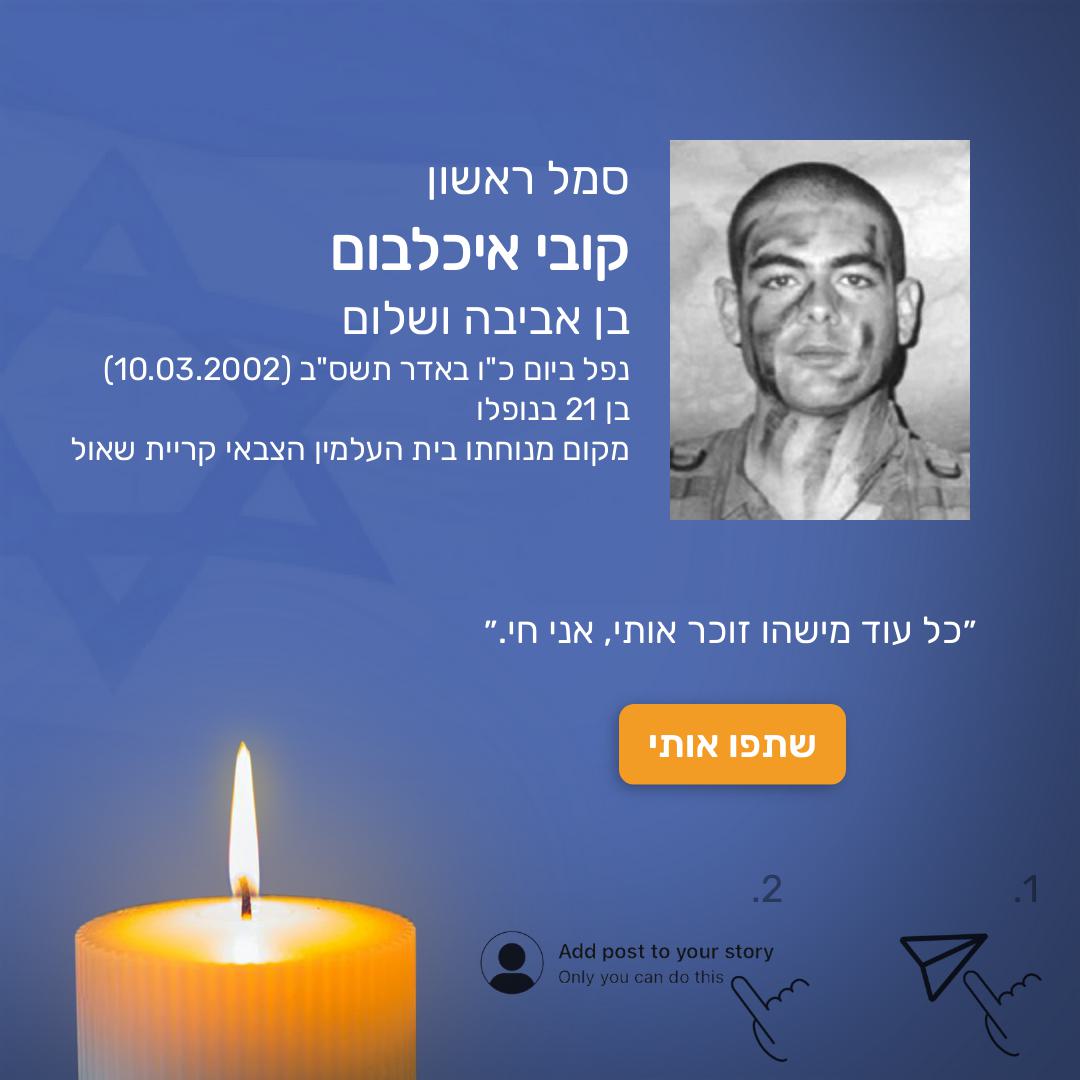 סמל ראשון
קובי איכלבום
בן אביבה ושלום
נפל ביום כ"ו באדר תשס"ב (10.03.2002)
בן 21 בנופלו
מקום מנוחתו בית העלמין הצבאי קריית שאול
״כל עוד מישהו זוכר אותי, אני חי.״
שתפו אותי
1.
2.
Add post to your story
Only you can do this